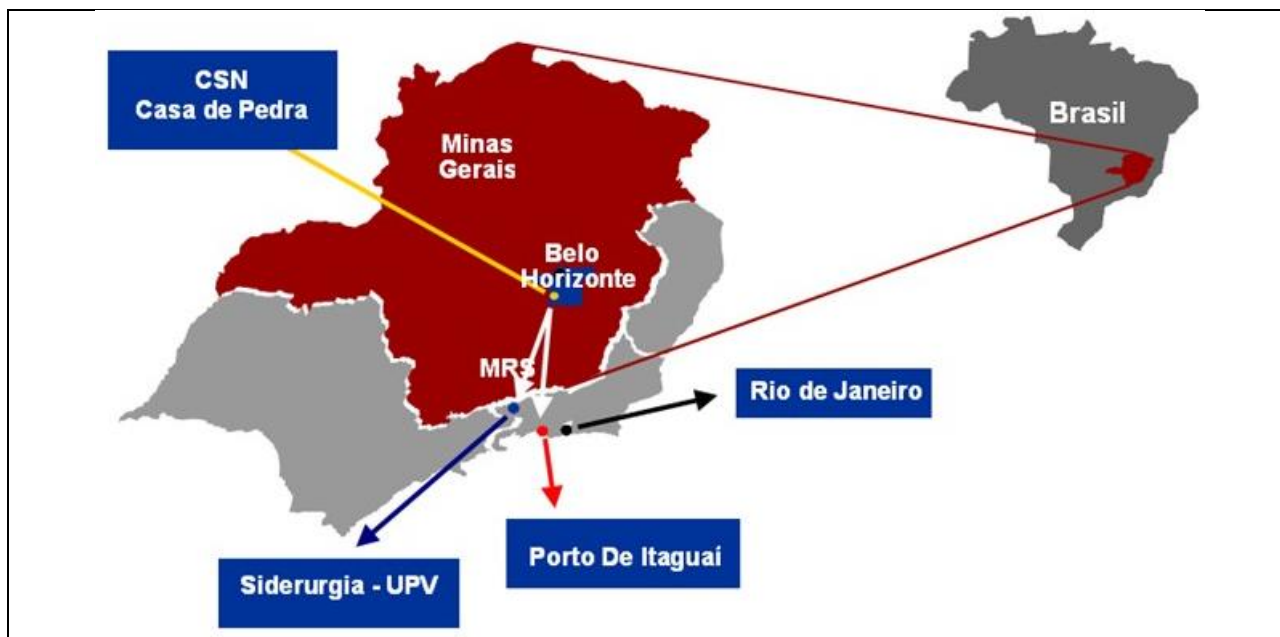 CSN
Casa de Pedra
Minas
Gerais
Brasil
Belo
Horizonte
MRS
Rio de Janeiro
Porto De Itaguaí
Siderurgia - UPV